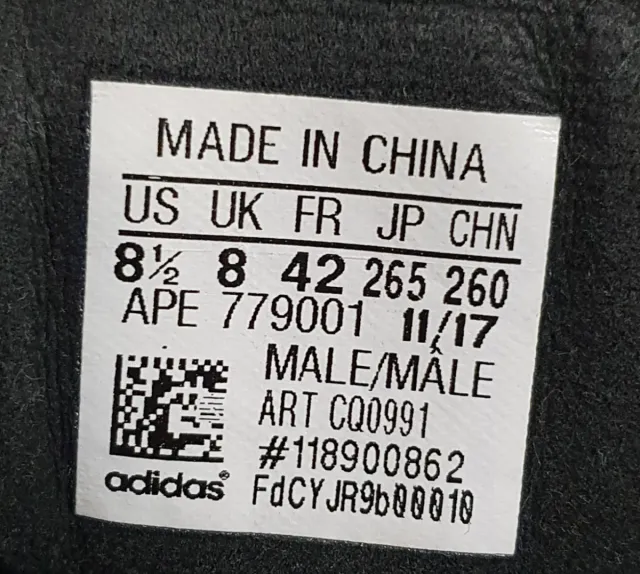 MADE IN CHINA
US UK FR JP CHN
8½ 8 42 265 260
APE 779001 11/17
MALE/MÂLE
ART CQ0991
#118900862
adidas® FdCYJR9b00010